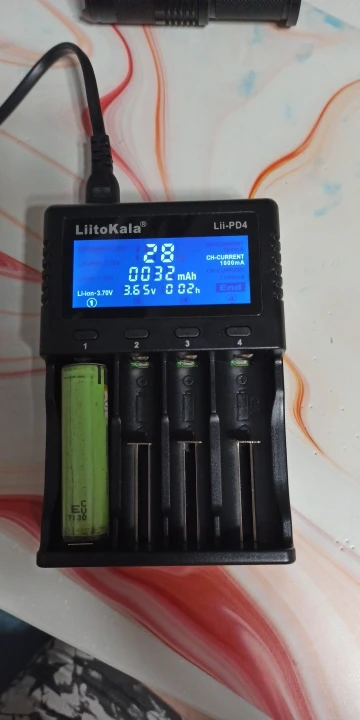 LiitoKala®
Lii-PD4
28
CH-CURRENT
1000mA
0032 mAh
Li-ion-3.70V
3.65v 0:02h
1
1 2 3 4